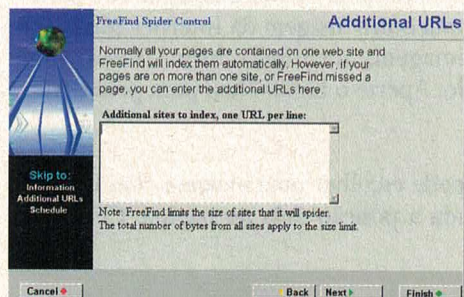 FreeFind Spider Control
Additional URLs
Normally all your pages are contained on one web site and
FreeFind will index them automatically. However, if your
pages are on more than one site, or FreeFind missed a
page, you can enter the additional URLs here.
Additional sites to index, one URL per line:
Skip to:
Information
Additional URLs
Schedule
Note: FreeFind limits the size of sites that it will spider.
The total number of bytes from all sites apply to the size limit.
Cancel
Back
Next
Finish